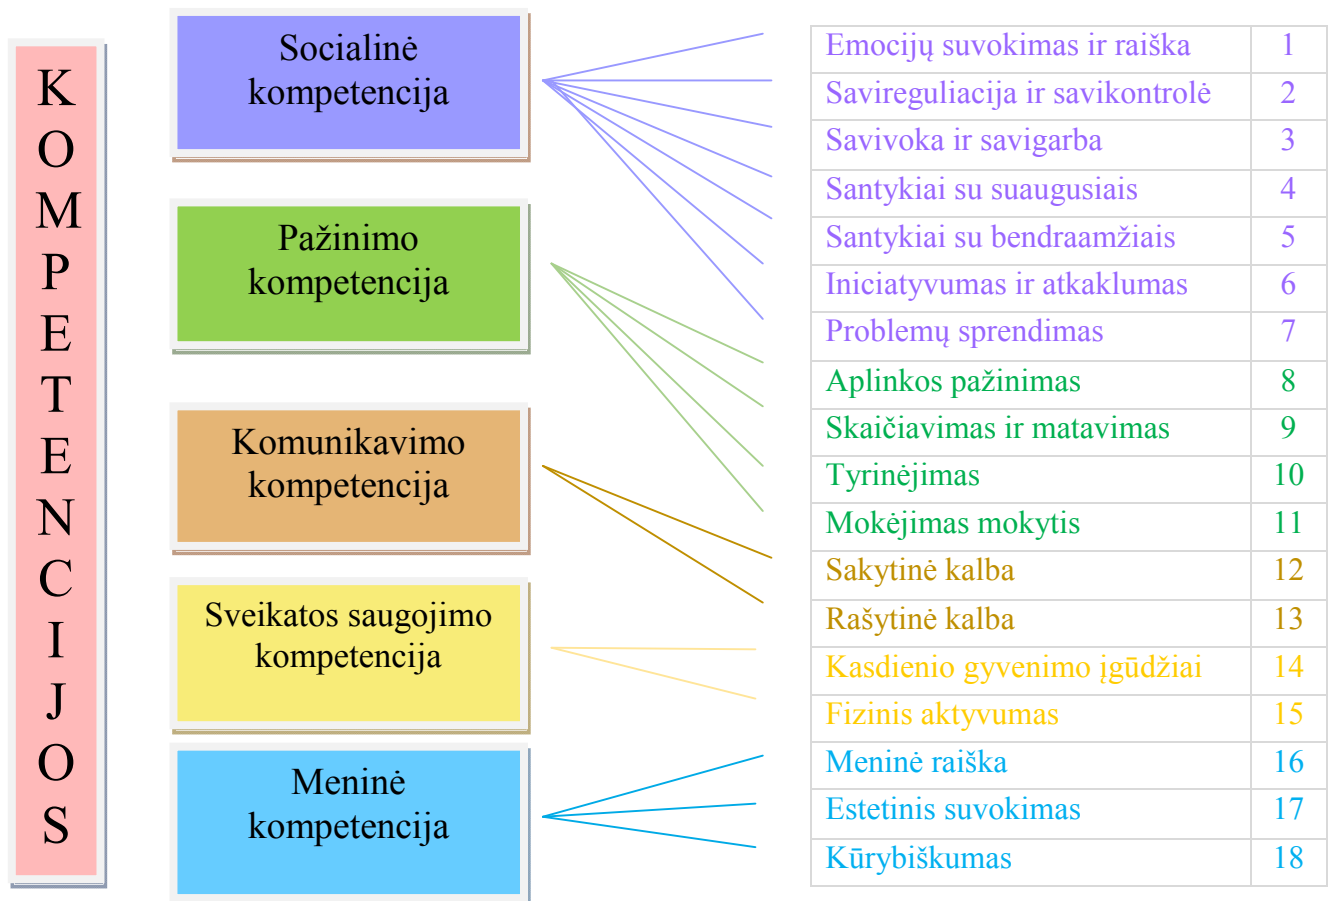 KOMPETENCIJOS
Socialinė
kompetencija
Pažinimo
kompetencija
Komunikavimo
kompetencija
Sveikatos saugojimo
kompetencija
Meninė
kompetencija
Emocijų suvokimas ir raiška 1
Savireguliacija ir savikontrolė 2
Savivoka ir savigarba 3
Santykiai su suaugusiais 4
Santykiai su bendraamžiais 5
Iniciatyvumas ir atkaklumas 6
Problemų sprendimas 7
Aplinkos pažinimas 8
Skaičiavimas ir matavimas 9
Tyrinėjimas 10
Mokėjimas mokytis 11
Sakytinė kalba 12
Rašytinė kalba 13
Kasdienio gyvenimo įgūdžiai 14
Fizinis aktyvumas 15
Meninė raiška 16
Estetinis suvokimas 17
Kūrybiškumas 18